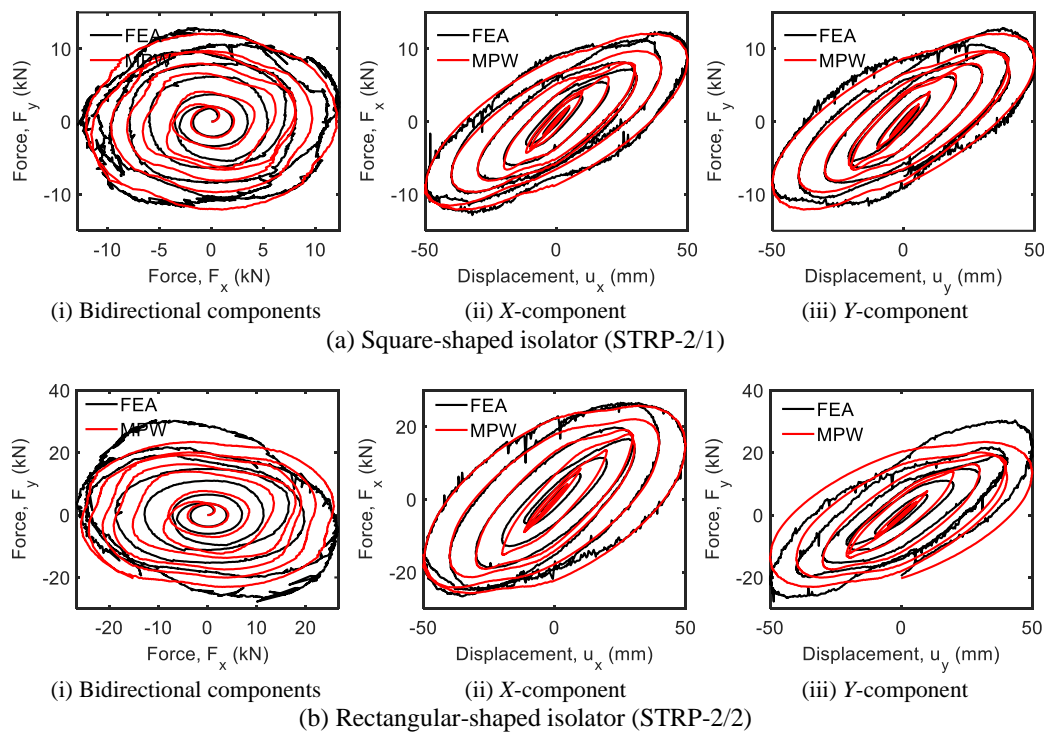 FEA
MPW
10
0
-10
Force, F_y (kN)
-10 -5 0 5 10
Force, F_x (kN)
(i) Bidirectional components
FEA
MPW
10
0
-10
Force, F_x (kN)
-50 0 50
Displacement, u_x (mm)
(ii) X-component
FEA
MPW
10
0
-10
Force, F_y (kN)
-50 0 50
Displacement, u_y (mm)
(iii) Y-component
(a) Square-shaped isolator (STRP-2/1)
FEA
MPW
40
20
0
-20
Force, F_y (kN)
-20 -10 0 10 20
Force, F_x (kN)
(i) Bidirectional components
FEA
MPW
20
0
-20
Force, F_x (kN)
-50 0 50
Displacement, u_x (mm)
(ii) X-component
FEA
MPW
40
20
0
-20
Force, F_y (kN)
-50 0 50
Displacement, u_y (mm)
(iii) Y-component
(b) Rectangular-shaped isolator (STRP-2/2)